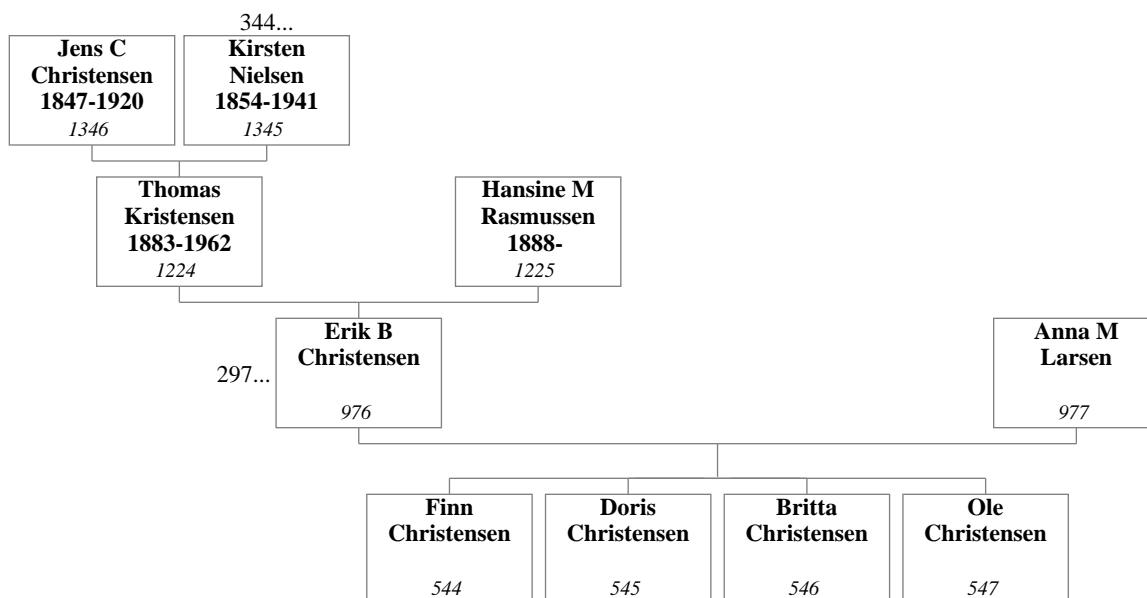 344...
Jens C
Christensen
1847-1920
1346
Kirsten
Nielsen
1854-1941
1345
Thomas
Kristensen
1883-1962
1224
Hansine M
Rasmussen
1888-
1225
297...
Erik B
Christensen
976
Anna M
Larsen
977
Finn
Christensen
544
Doris
Christensen
545
Britta
Christensen
546
Ole
Christensen
547